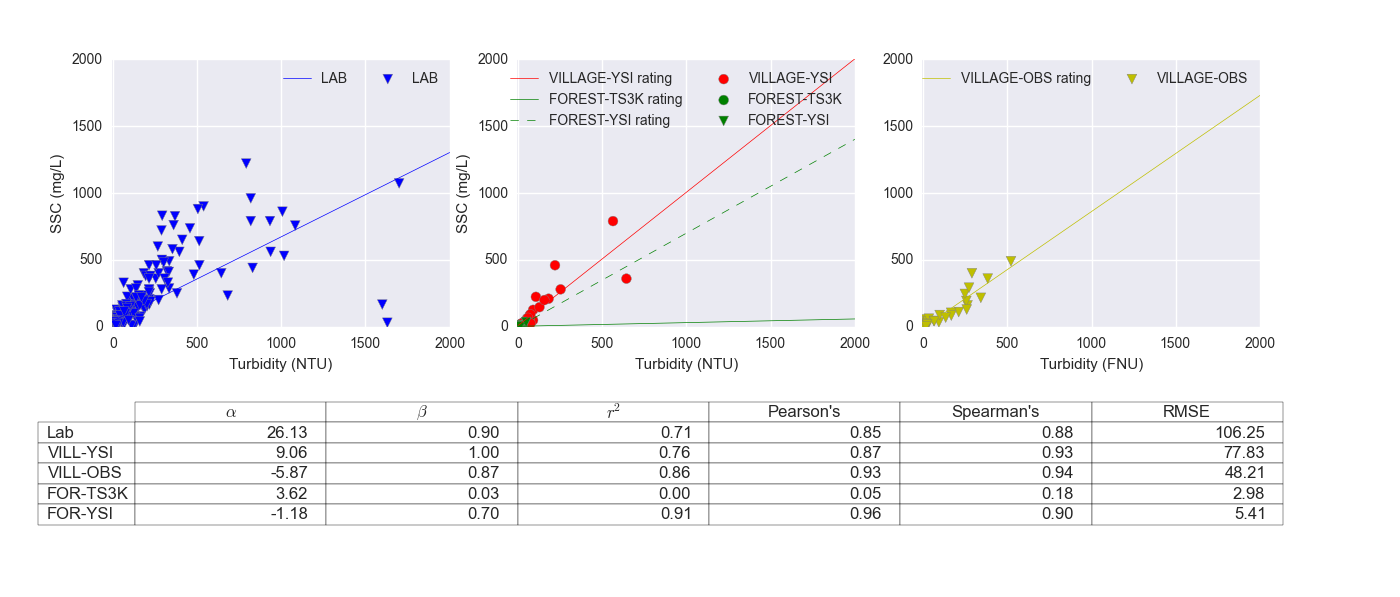 2000
1500
1000
500
0
SSC (mg/L)
LAB LAB
0 500 1000 1500 2000
Turbidity (NTU)
2000
1500
1000
500
0
SSC (mg/L)
VILLAGE-YSI rating VILLAGE-YSI
FOREST-TS3K rating FOREST-TS3K
FOREST-YSI rating FOREST-YSI
0 500 1000 1500 2000
Turbidity (NTU)
2000
1500
1000
500
0
VILLAGE-OBS rating VILLAGE-OBS
0 500 1000 1500 2000
Turbidity (FNU)
α β r² Pearson's Spearman's RMSE
Lab 26.13 0.90 0.71 0.85 0.88 106.25
VILL-YSI 9.06 1.00 0.76 0.87 0.93 77.83
VILL-OBS -5.87 0.87 0.86 0.93 0.94 48.21
FOR-TS3K 3.62 0.03 0.00 0.05 0.18 2.98
FOR-YSI -1.18 0.70 0.91 0.96 0.90 5.41